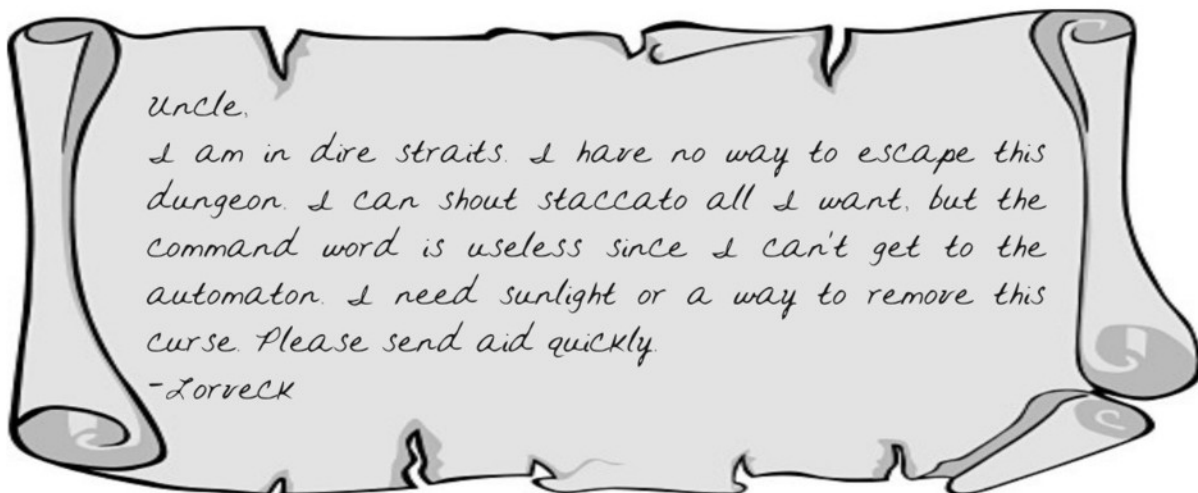 Uncle,
I am in dire straits. I have no way to escape this
dungeon. I can shout staccato all I want, but the
command word is useless since I can't get to the
automaton. I need sunlight or a way to remove this
curse. Please send aid quickly.
-Lorveck